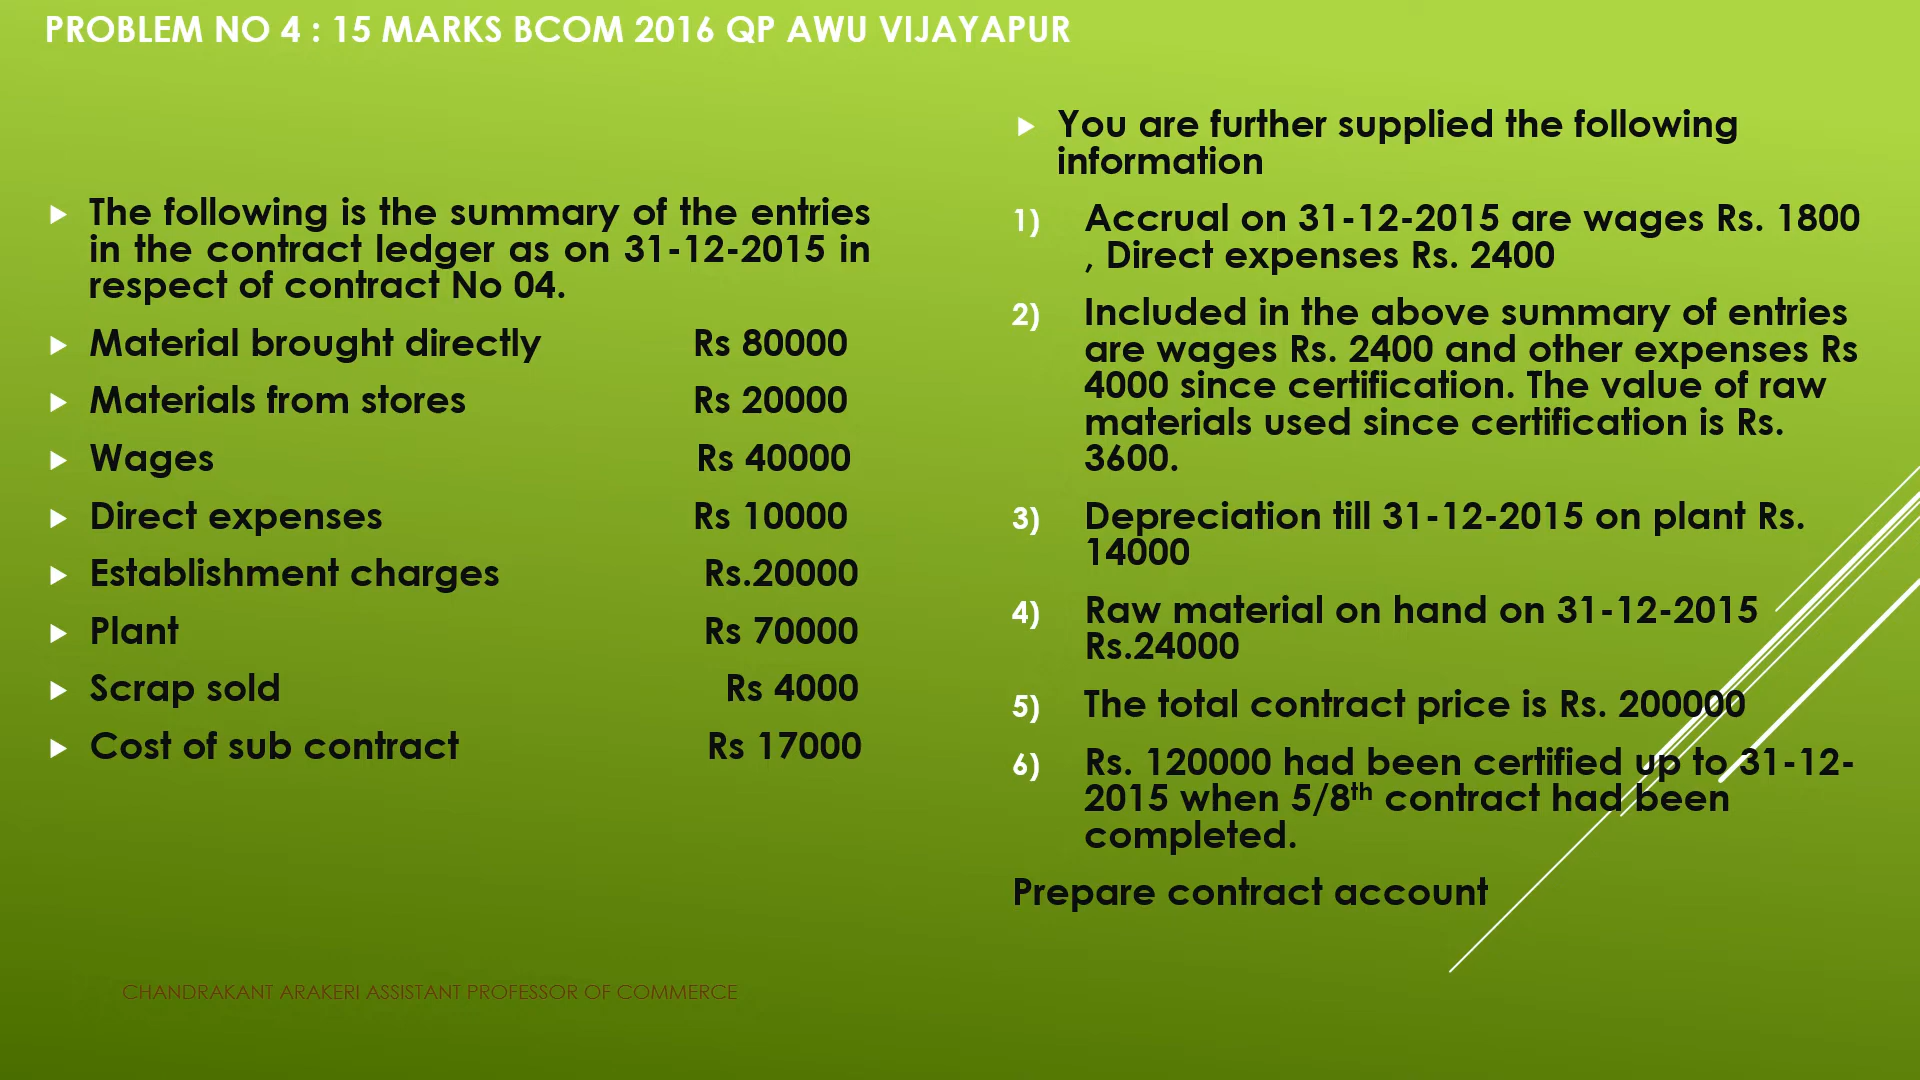 PROBLEM NO 4 : 15 MARKS BCOM 2016 QP AWU VIJAYAPUR
The following is the summary of the entries
in the contract ledger as on 31-12-2015 in
respect of contract No 04.
Material brought directly Rs 80000
Materials from stores Rs 20000
Wages Rs 40000
Direct expenses Rs 10000
Establishment charges Rs.20000
Plant Rs 70000
Scrap sold Rs 4000
Cost of sub contract Rs 17000
You are further supplied the following
information
1) Accrual on 31-12-2015 are wages Rs. 1800
, Direct expenses Rs. 2400
2) Included in the above summary of entries
are wages Rs. 2400 and other expenses Rs
4000 since certification. The value of raw
materials used since certification is Rs.
3600.
3) Depreciation till 31-12-2015 on plant Rs.
14000
4) Raw material on hand on 31-12-2015
Rs.24000
5) The total contract price is Rs. 200000
6) Rs. 120000 had been certified up to 31-12-
2015 when 5/8th contract had been
completed.
Prepare contract account
CHANDRAKANT ARAKERI ASSISTANT PROFESSOR OF COMMERCE